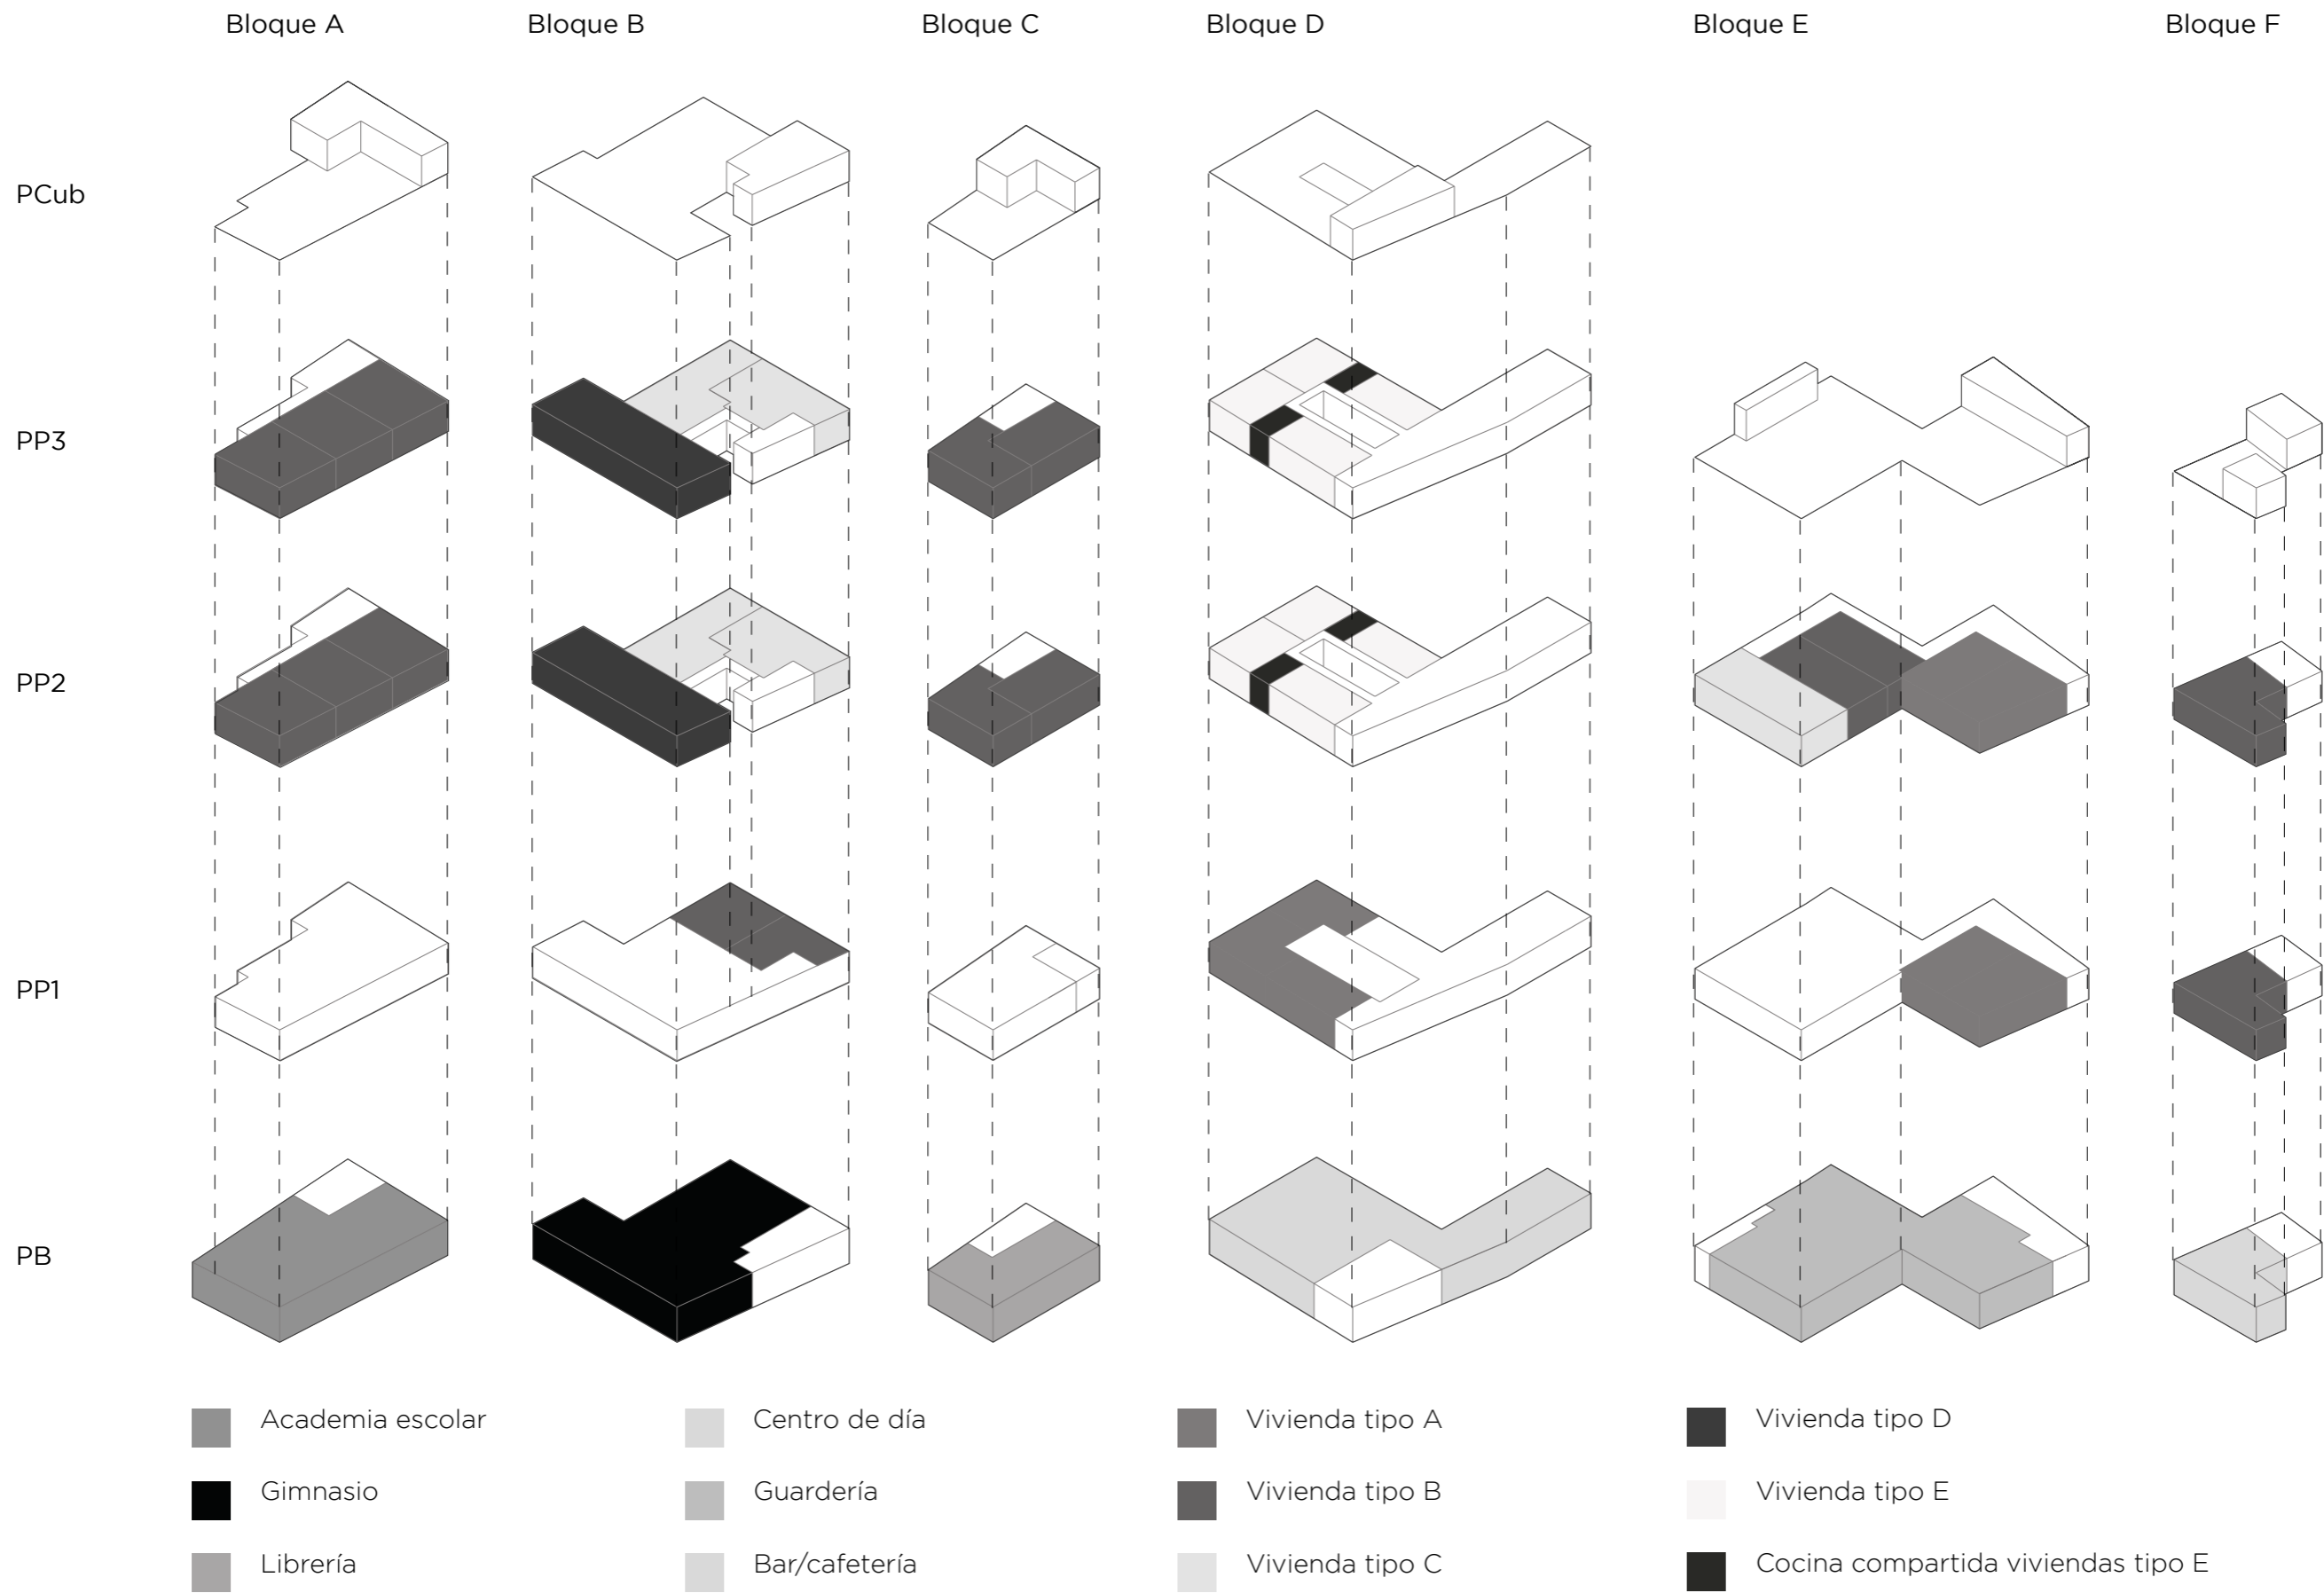 Bloque A
Bloque B
Bloque C
Bloque D
Bloque E
Bloque F
PCub
PP3
PP2
PP1
PB
Academia escolar
Centro de día
Vivienda tipo A
Vivienda tipo D
Gimnasio
Guardería
Vivienda tipo B
Vivienda tipo E
Librería
Bar/cafetería
Vivienda tipo C
Cocina compartida viviendas tipo E